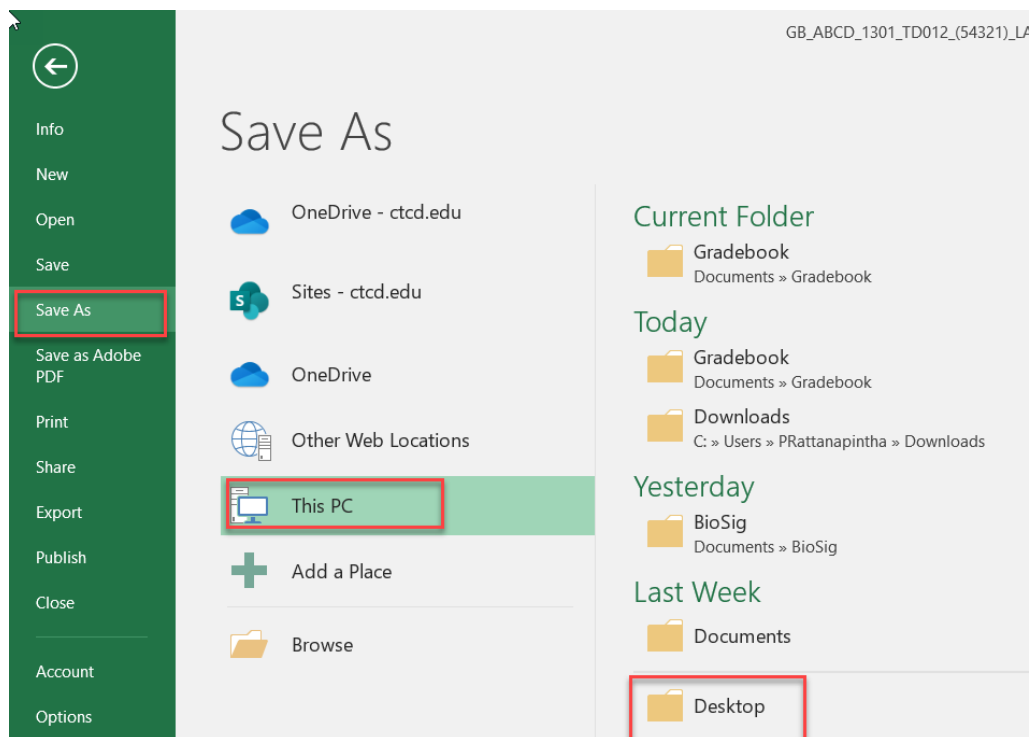 GB_ABCD_1301_TD012_(54321)_LA
Info
New
Open
Save
Save As
Save as Adobe
PDF
Print
Share
Export
Publish
Close
Account
Options
Save As
OneDrive - ctcd.edu
S
Sites - ctcd.edu
OneDrive
Other Web Locations
This PC
Add a Place
Browse
Current Folder
Gradebook
Documents » Gradebook
Today
Gradebook
Documents » Gradebook
Downloads
C: » Users » PRattanapintha » Downloads
Yesterday
BioSig
Documents » BioSig
Last Week
Documents
Desktop